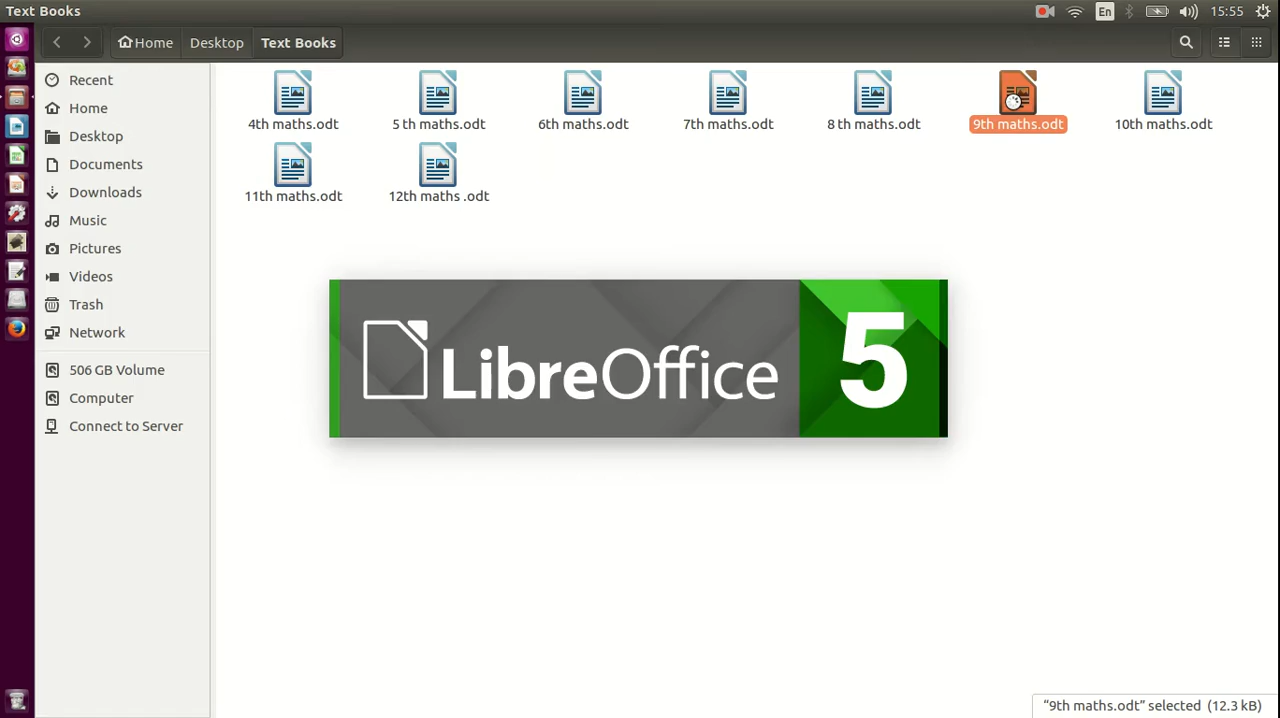 Text Books
En
15:55
Home
Desktop
Text Books
Recent
Home
Desktop
Documents
Downloads
Music
Pictures
Videos
Trash
Network
506 GB Volume
Computer
Connect to Server
4th maths.odt
5 th maths.odt
6th maths.odt
7th maths.odt
8 th maths.odt
9th maths.odt
10th maths.odt
11th maths.odt
12th maths .odt
LibreOffice 5
“9th maths.odt” selected (12.3 kB)